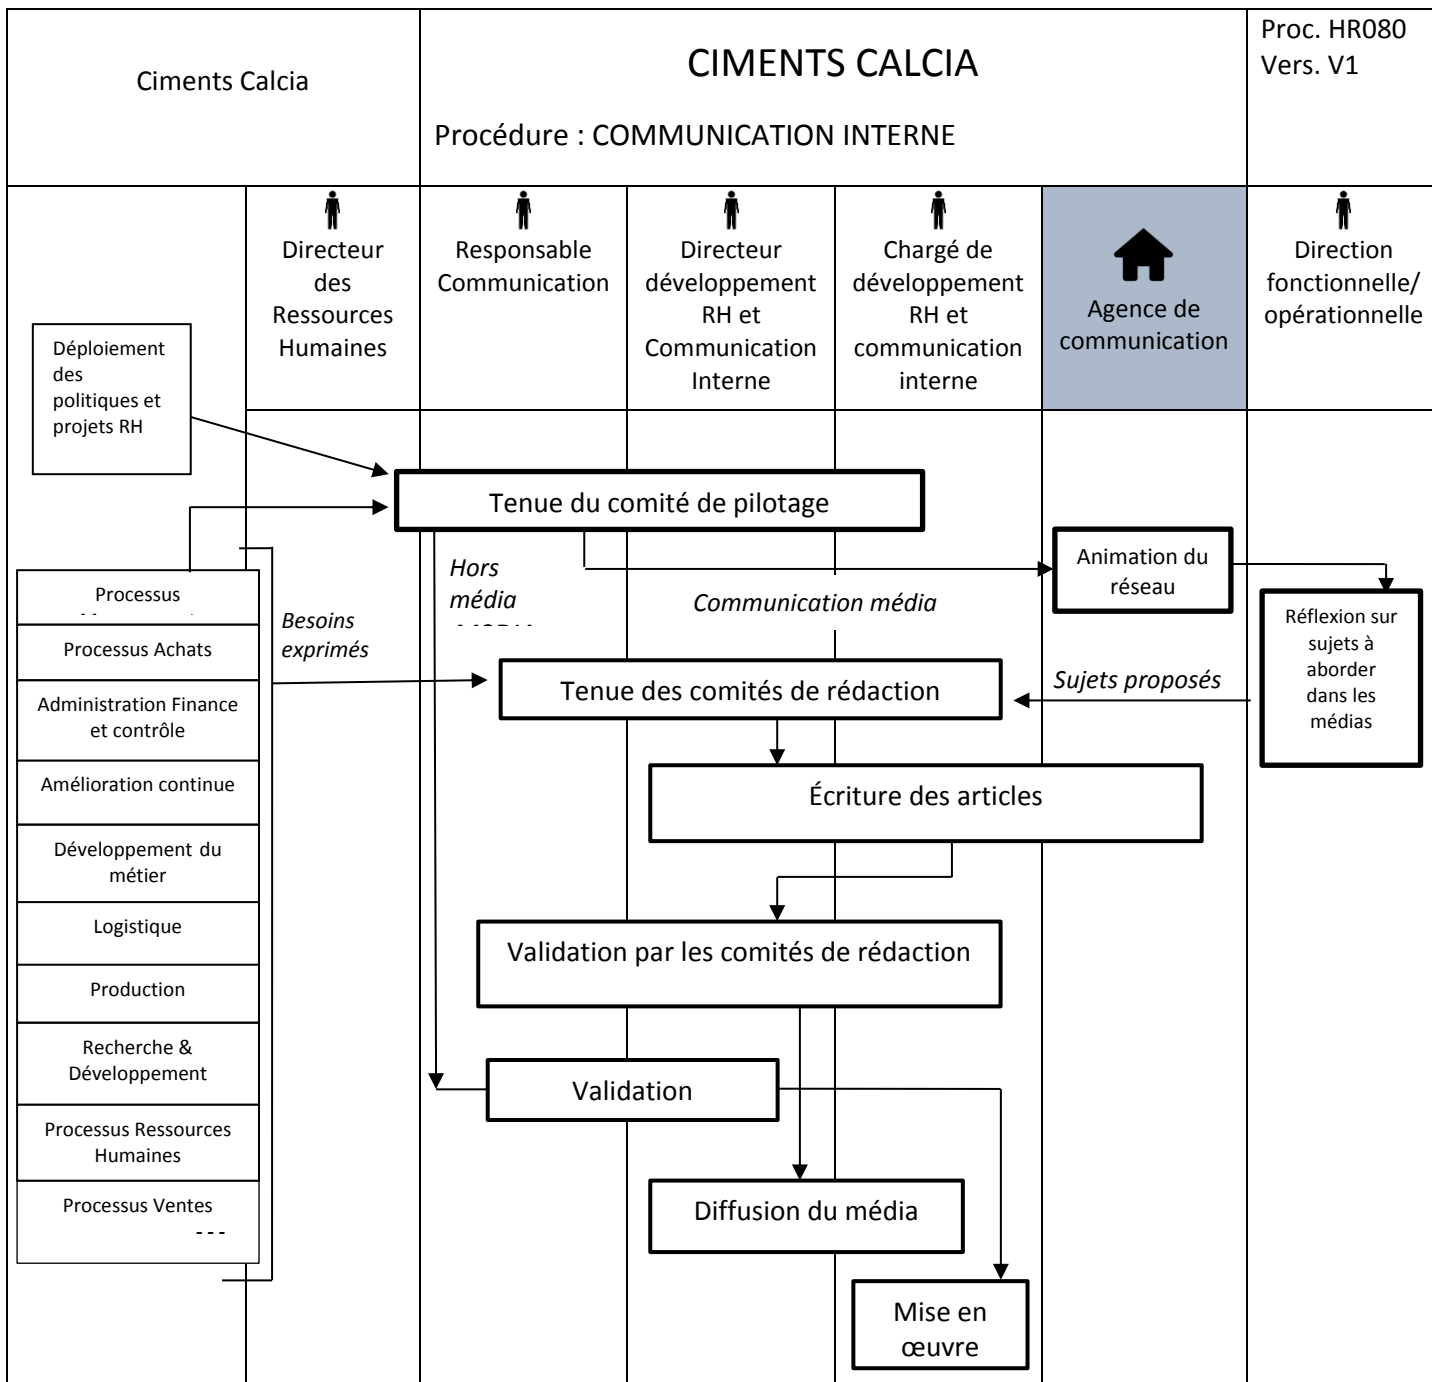 Ciments Calcia
CIMENTS CALCIA
Procédure : COMMUNICATION INTERNE
Proc. HR080
Vers. V1
Directeur
des
Ressources
Humaines
Responsable
Communication
Directeur
développement
RH et
Communication
Interne
Chargé de
développement
RH et
communication
interne
Agence de
communication
Direction
fonctionnelle/
opérationnelle
Déploiement
des
politiques et
projets RH
Tenue du comité de pilotage
Hors
média
Communication média
Animation du
réseau
Réflexion sur
sujets à
aborder
dans les
médias
Processus
Processus Achats
Administration Finance
et contrôle
Amélioration continue
Développement du
métier
Logistique
Production
Recherche &
Développement
Processus Ressources
Humaines
Processus Ventes
Besoins
exprimés
Tenue des comités de rédaction
Sujets proposés
Écriture des articles
Validation par les comités de rédaction
Validation
Diffusion du média
Mise en
œuvre